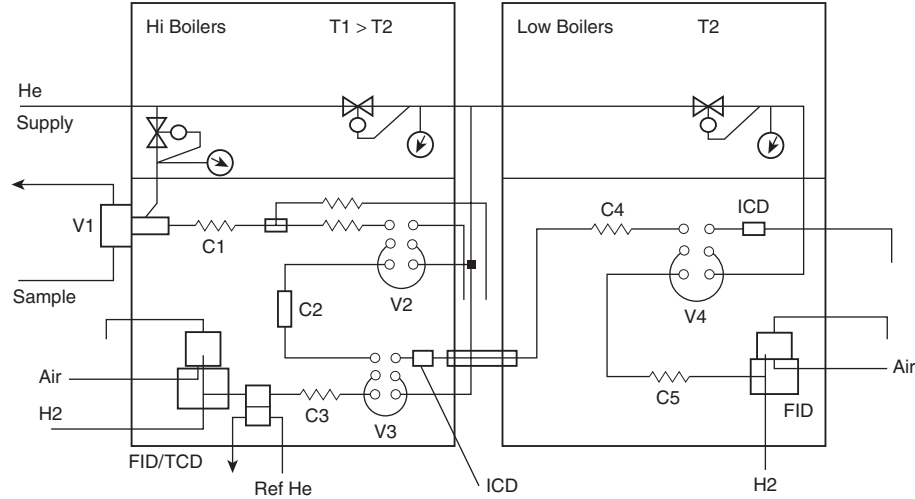 Hi Boilers
T1 > T2
Low Boilers
T2
He
Supply
V1
C1
Sample
C2
V2
C4
ICD
V4
Air
H2
C3
V3
C5
FID
Air
FID/TCD
Ref He
ICD
H2